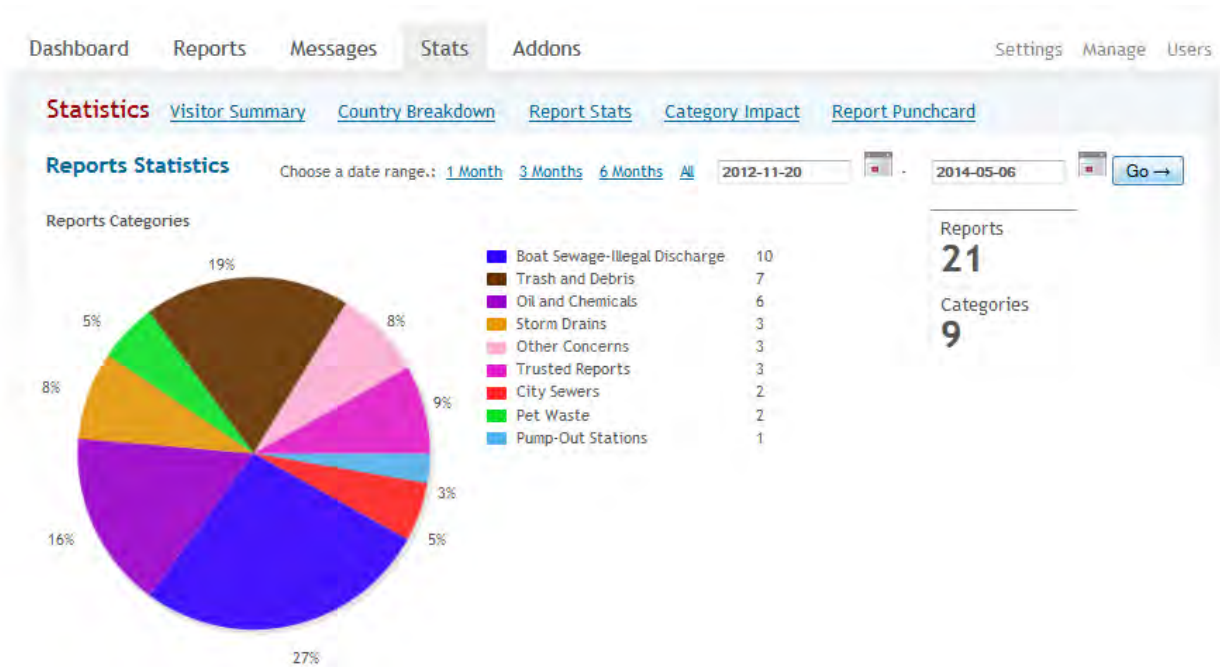 Dashboard Reports Messages Stats Addons Settings Manage Users
Statistics Visitor Summary Country Breakdown Report Stats Category Impact Report Punchcard
Reports Statistics Choose a date range.: 1 Month 3 Months 6 Months All 2012-11-20 - 2014-05-06 Go →
Reports Categories
Reports
21
Categories
9
Boat Sewage-Illegal Discharge 10
Trash and Debris 7
Oil and Chemicals 6
Storm Drains 3
Other Concerns 3
Trusted Reports 3
City Sewers 2
Pet Waste 2
Pump-Out Stations 1
19%
8%
5%
8%
9%
3%
16%
5%
27%